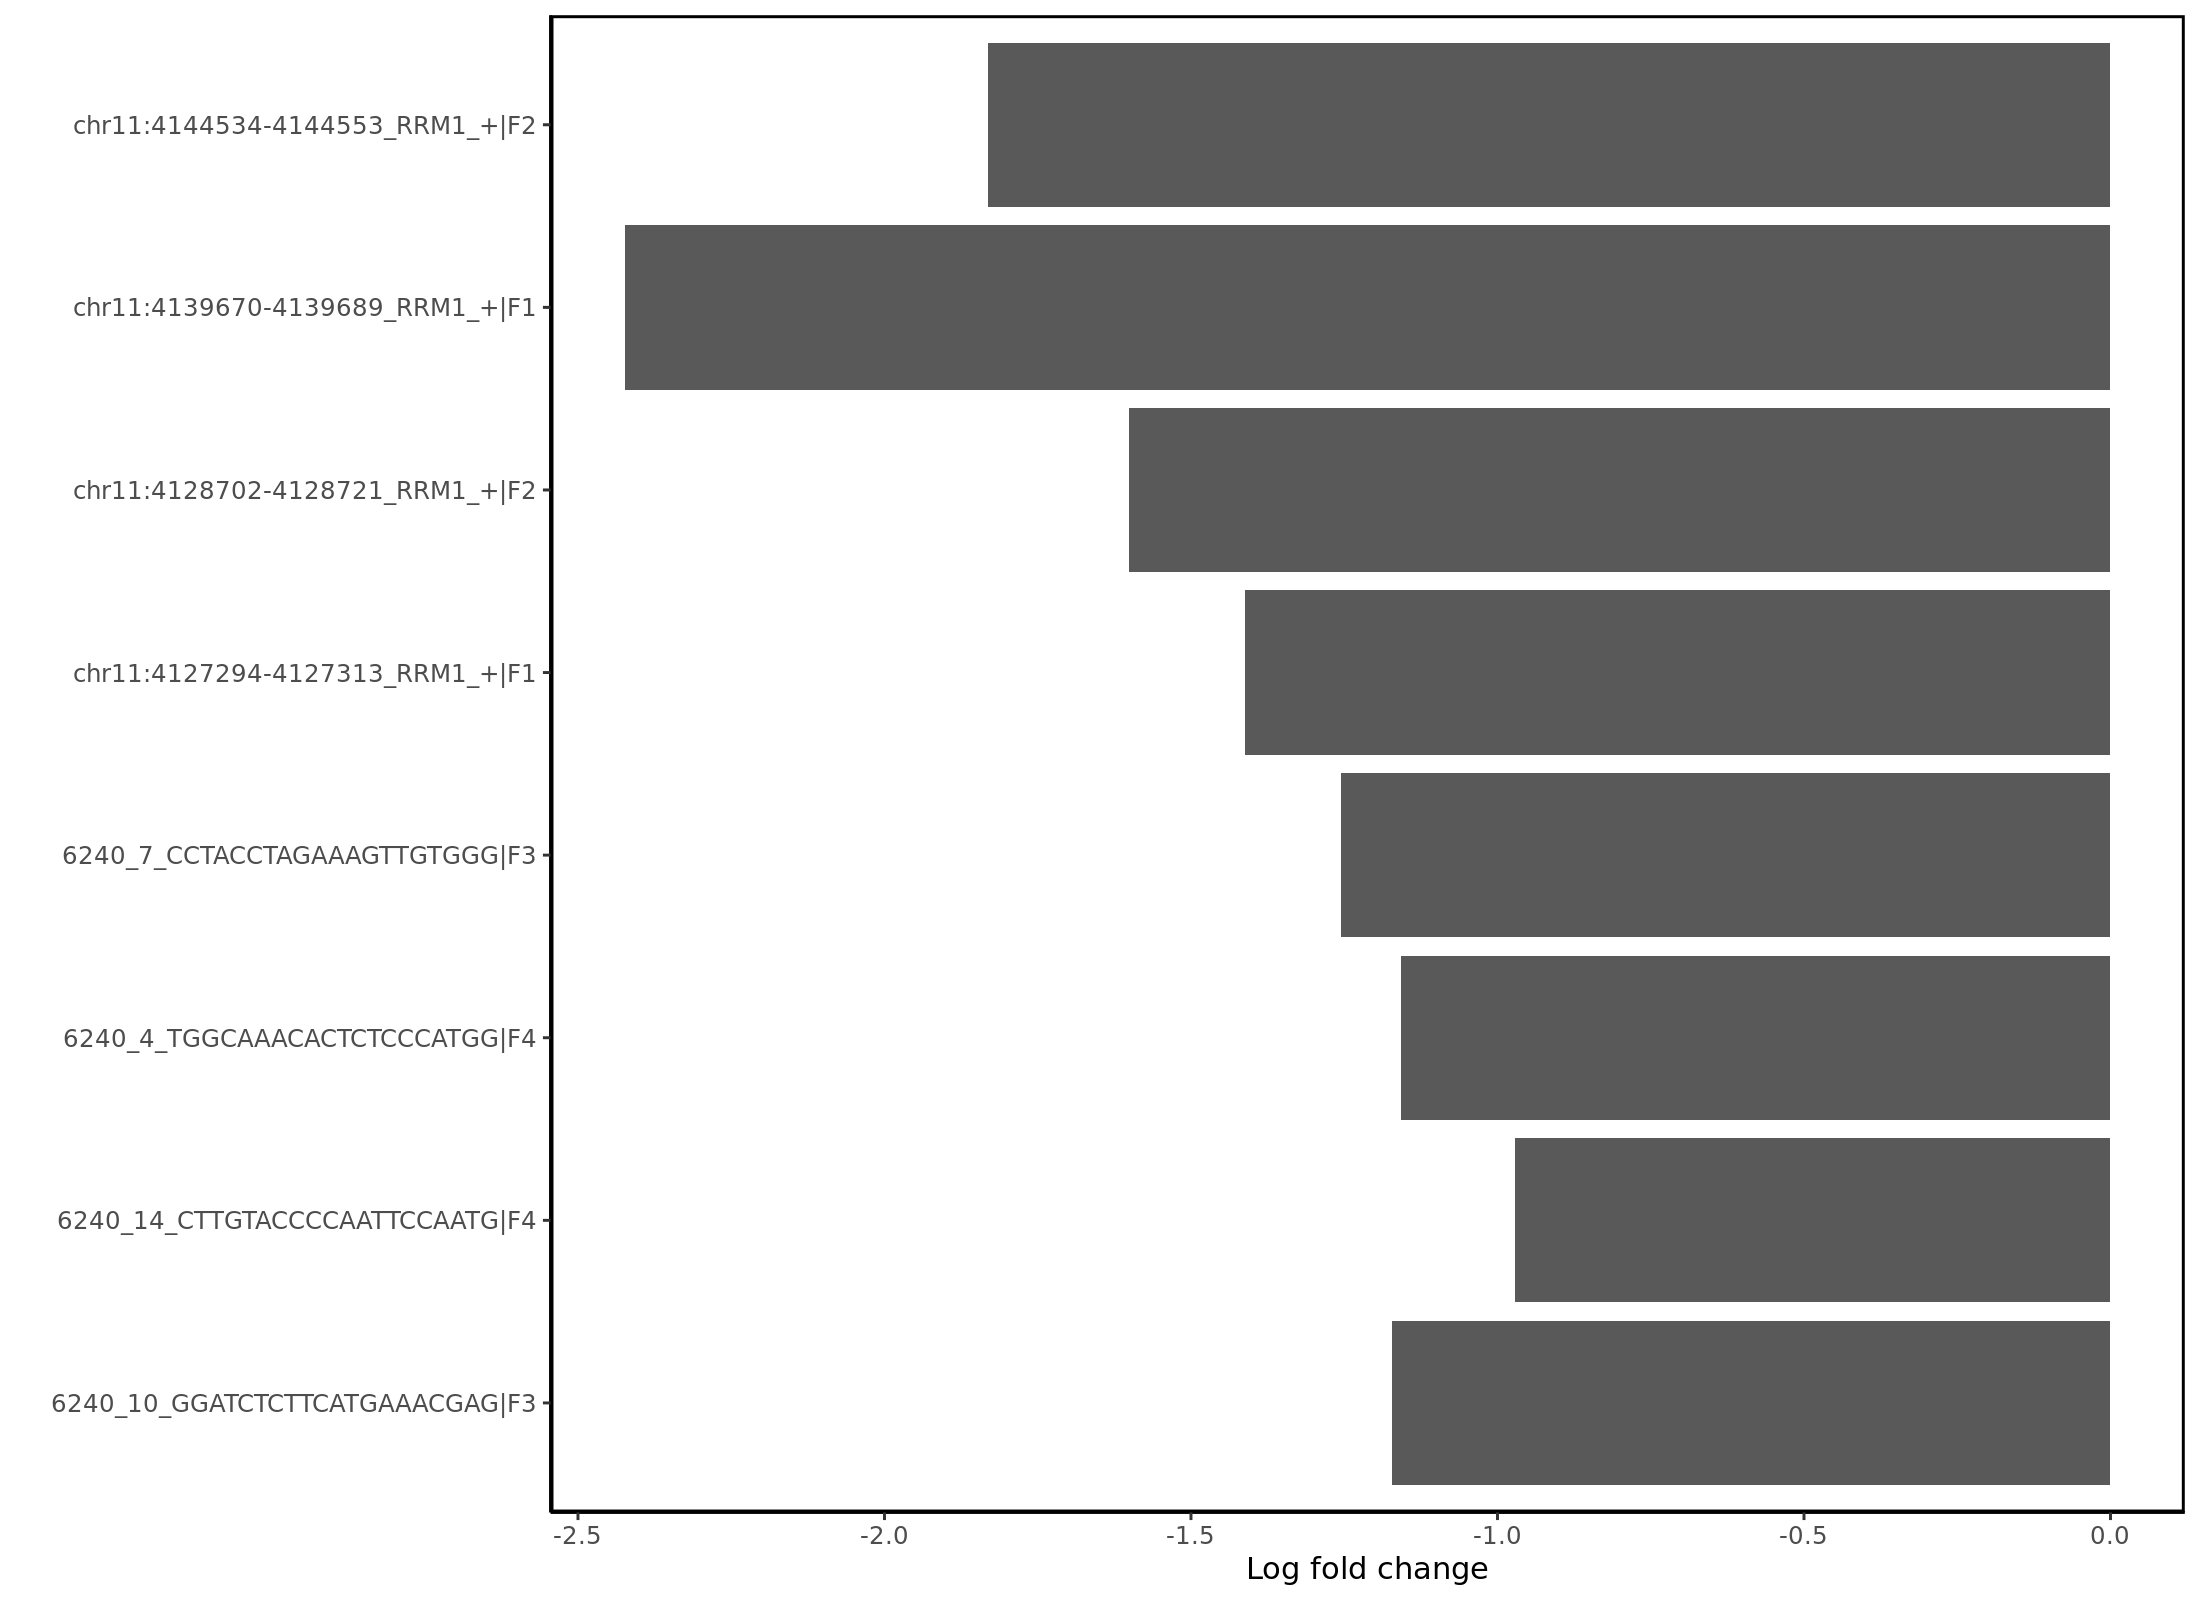 chr11:4144534-4144553_RRM1_+|F2
chr11:4139670-4139689_RRM1_+|F1
chr11:4128702-4128721_RRM1_+|F2
chr11:4127294-4127313_RRM1_+|F1
6240_7_CCTACCTAGAAAGTTGTGGG|F3
6240_4_TGGCAAACACTCTCCCATGG|F4
6240_14_CTTGTACCCCAATTCCAATG|F4
6240_10_GGATCTCTTCATGAAACGAG|F3
-2.5 -2.0 -1.5 -1.0 -0.5 0.0
Log fold change